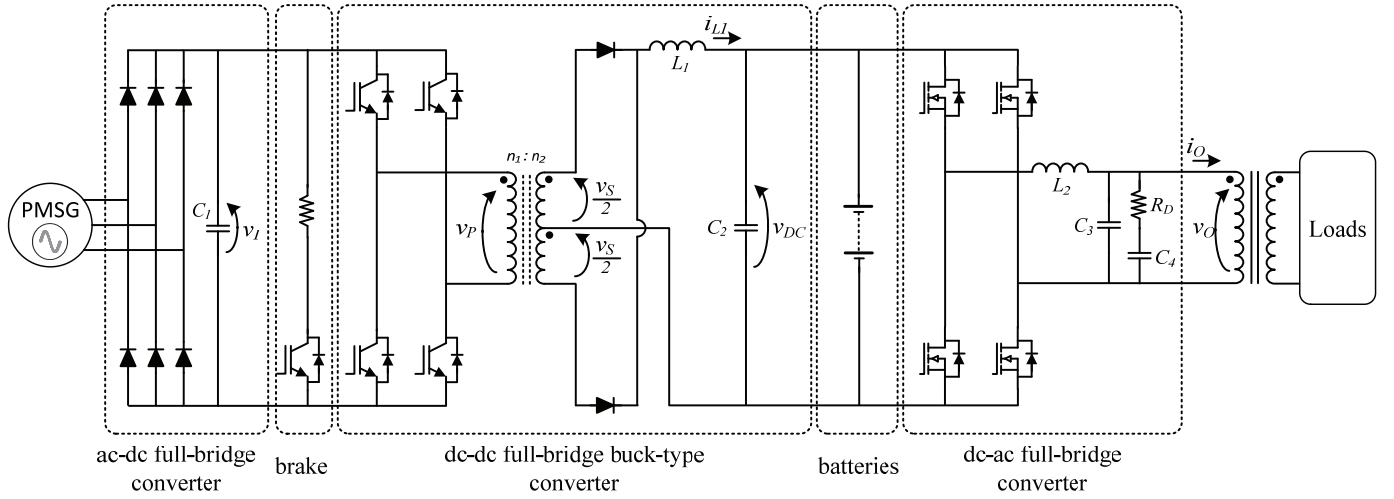 PMSG
C1
vI
n1 : n2
vP
vS
2
vS
2
iL1
L1
C2
vDC
L2
C3
RD
C4
iO
vO
Loads
ac-dc full-bridge
converter
brake
dc-dc full-bridge buck-type
converter
batteries
dc-ac full-bridge
converter